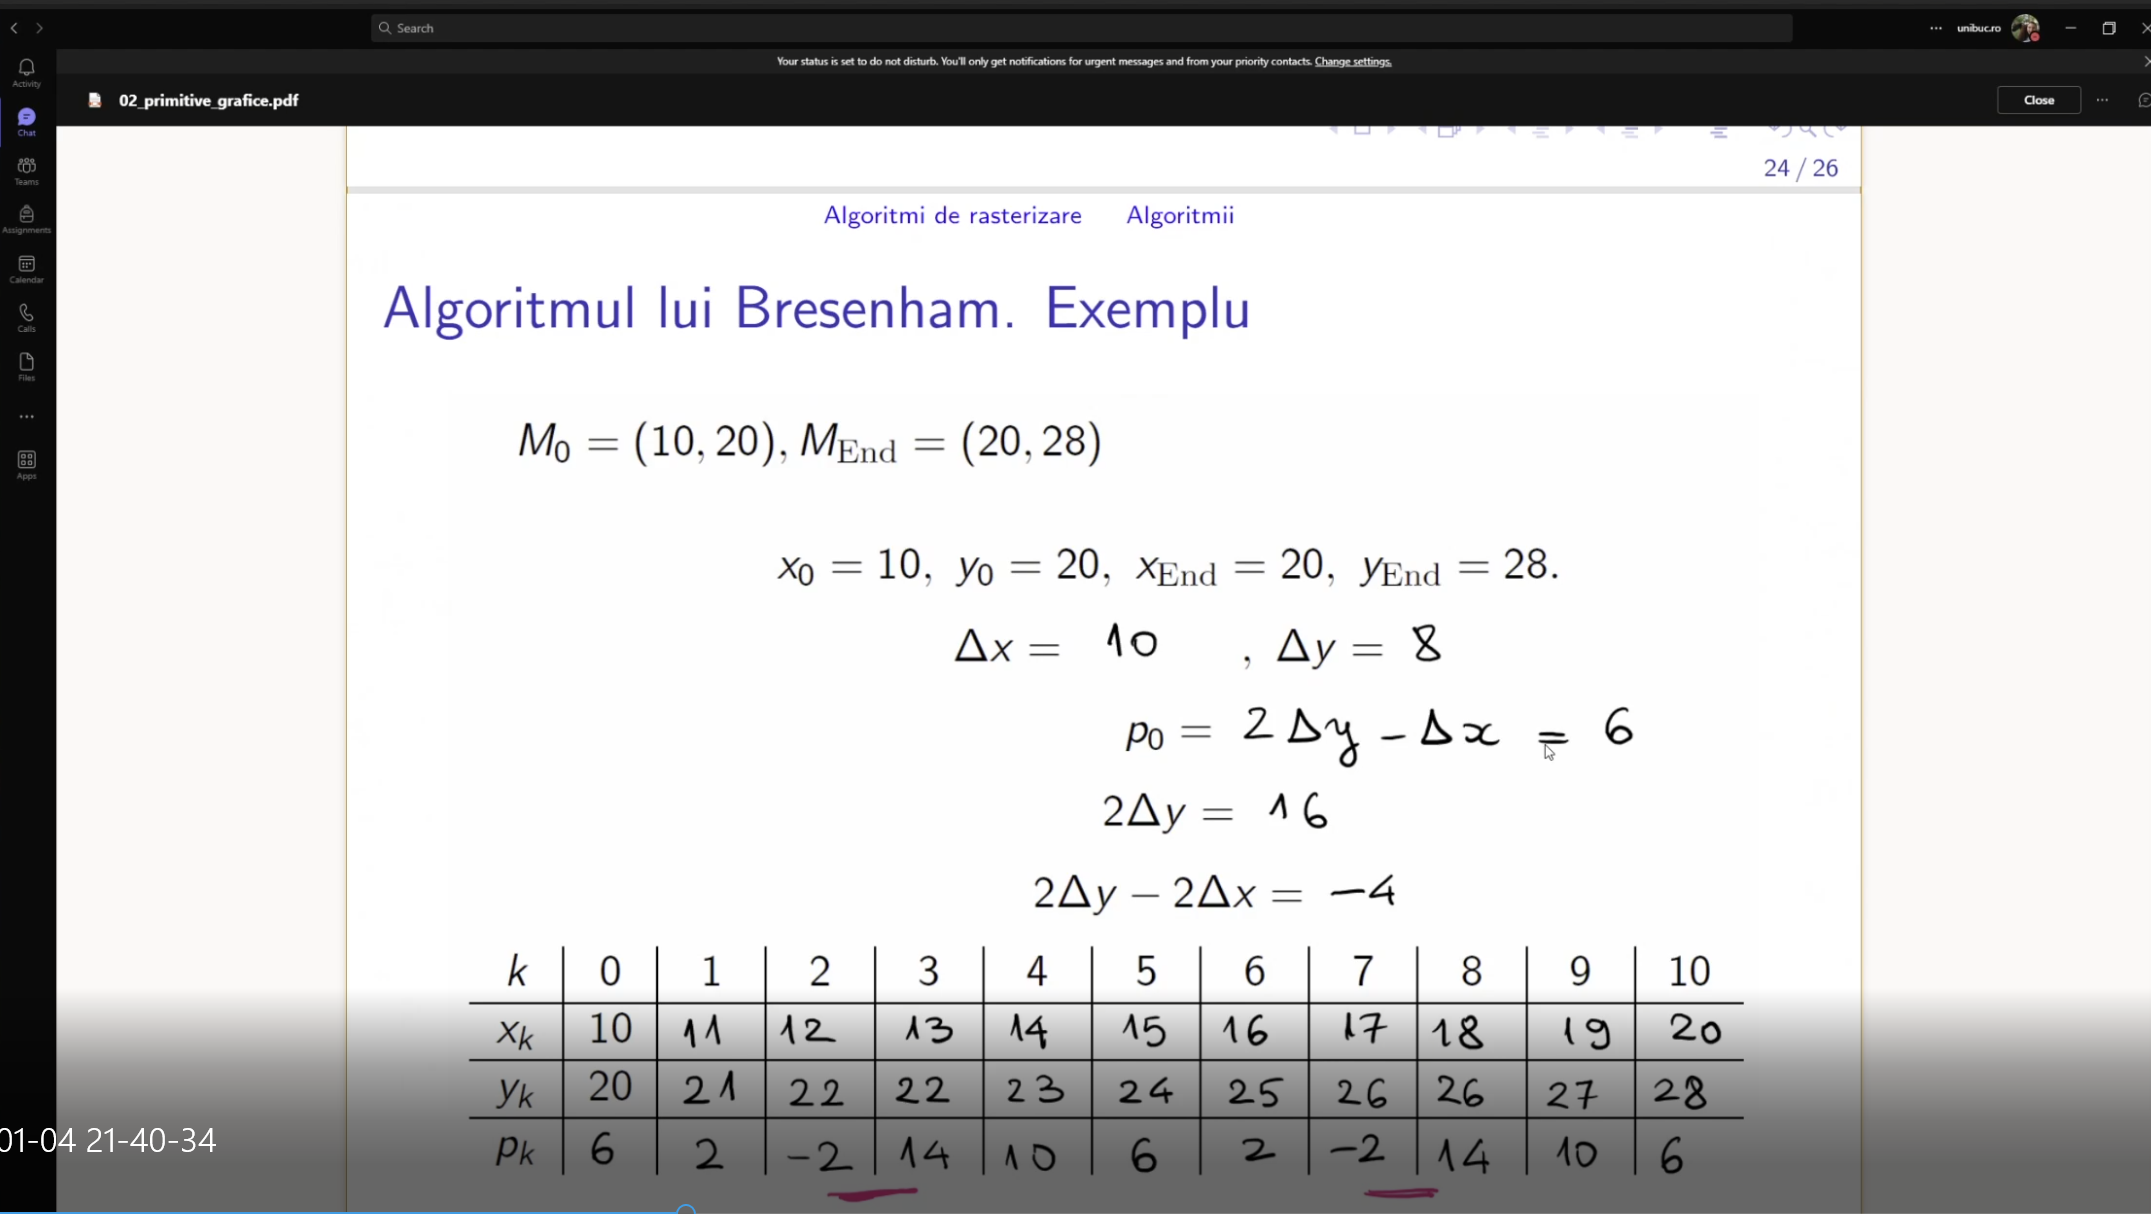 Search
unibuc.ro
Your status is set to do not disturb. You'll only get notifications for urgent messages and from your priority contacts. Change settings.
Activity
02_primitive_grafice.pdf
Close
Chat
Teams
Assignments
Calendar
Calls
Files
Apps
24 / 26
Algoritmi de rasterizare Algoritmii
Algoritmul lui Bresenham. Exemplu
M0 = (10, 20), MEnd = (20, 28)
x0 = 10, y0 = 20, xEnd = 20, yEnd = 28.
Δx = 10 , Δy = 8
p0 = 2Δy - Δx = 6
2Δy = 16
2Δy − 2Δx = -4
k 0 1 2 3 4 5 6 7 8 9 10
xk 10 11 12 13 14 15 16 17 18 19 20
yk 20 21 22 22 23 24 25 26 26 27 28
pk 6 2 -2 14 10 6 2 -2 14 10 6
01-04 21-40-34